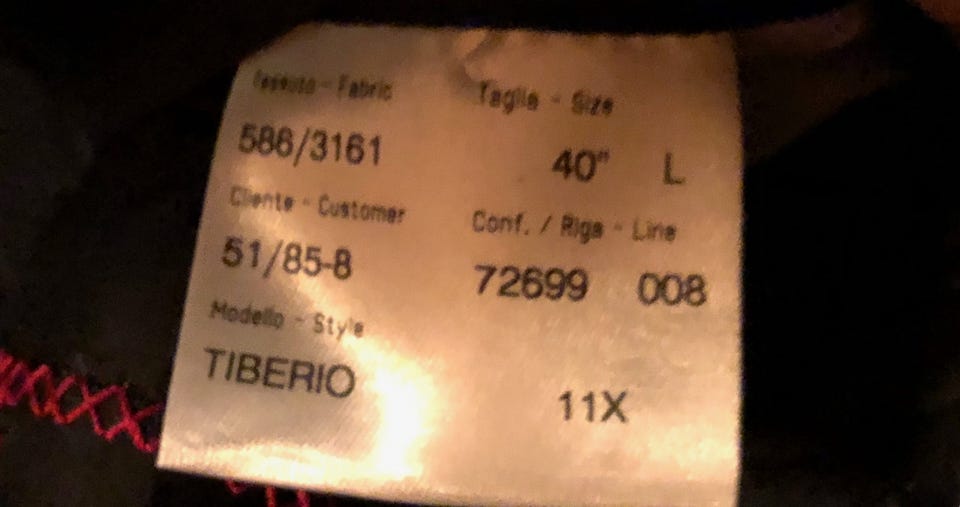 Tessuto - Fabric Taglia - Size
586/3161 40" L
Cliente - Customer Conf. / Riga - Line
51/85-8 72699 008
Modello - Style
TIBERIO 11X